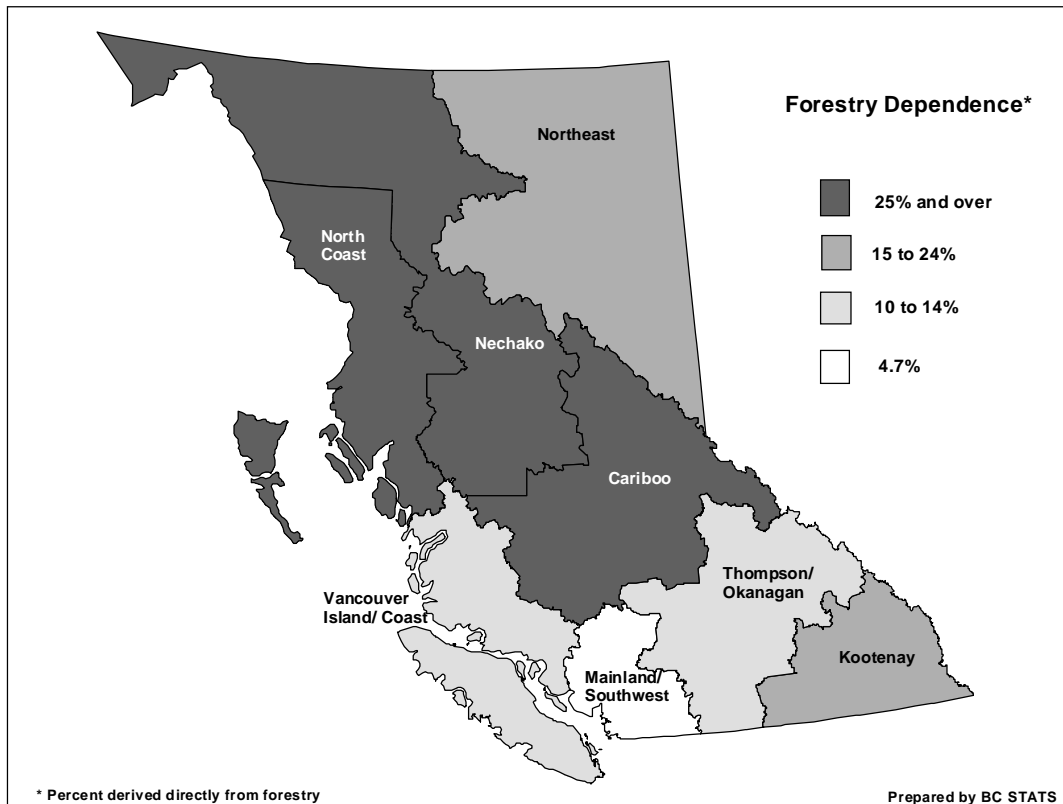 Forestry Dependence*
25% and over
15 to 24%
10 to 14%
4.7%
Northeast
North
Coast
Nechako
Cariboo
Thompson/
Okanagan
Vancouver
Island/ Coast
Kootenay
Mainland/
Southwest
* Percent derived directly from forestry
Prepared by BC STATS